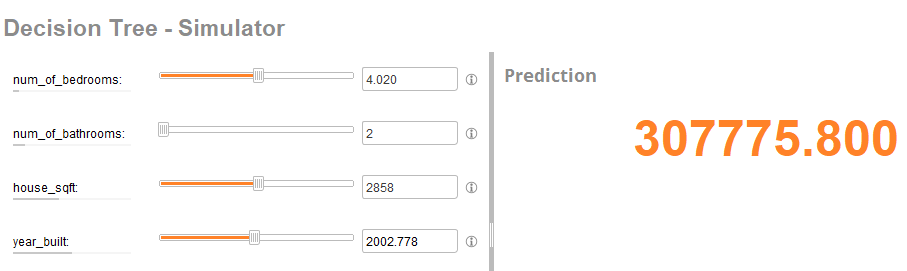 Decision Tree - Simulator
num_of_bedrooms:
4.020
num_of_bathrooms:
2
house_sqft:
2858
year_built:
2002.778
Prediction
307775.800